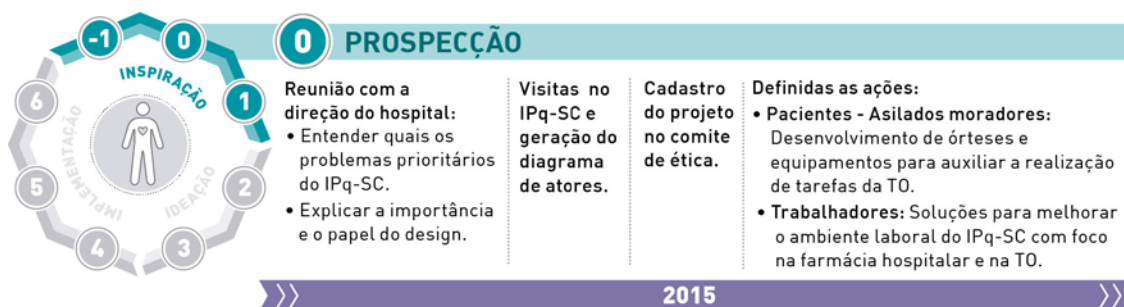 -1
0
1
2
3
4
5
6
INSPIRAÇÃO
IDEAÇÃO
IMPLEMENTAÇÃO
0 PROSPECÇÃO
Reunião com a
direção do hospital:
• Entender quais os
problemas prioritários
do IPq-SC.
• Explicar a importância
e o papel do design.
Visitas no
IPq-SC e
geração do
diagrama
de atores.
Cadastro
do projeto
no comite
de ética.
Definidas as ações:
• Pacientes - Asilados moradores:
Desenvolvimento de órteses e
equipamentos para auxiliar a realização
de tarefas da TO.
• Trabalhadores: Soluções para melhorar
o ambiente laboral do IPq-SC com foco
na farmácia hospitalar e na TO.
2015